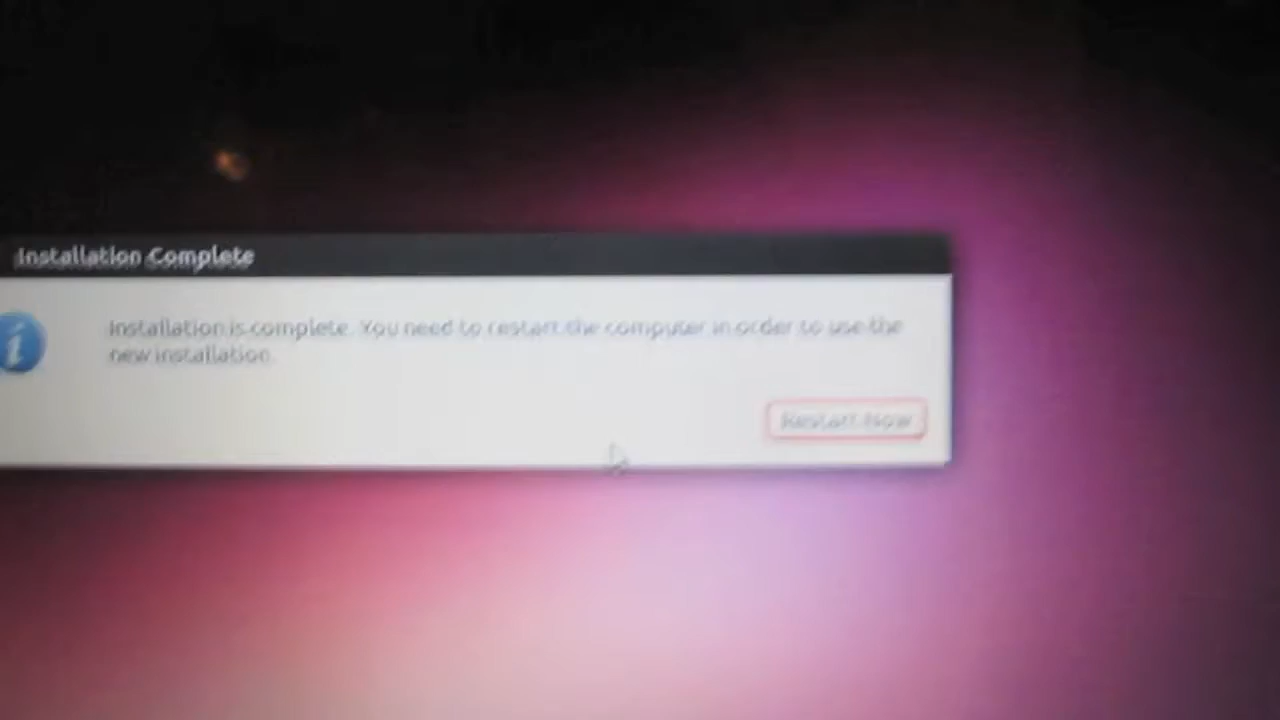 Installation Complete
Installation is complete. You need to restart the computer in order to use the
new installation.
Restart Now